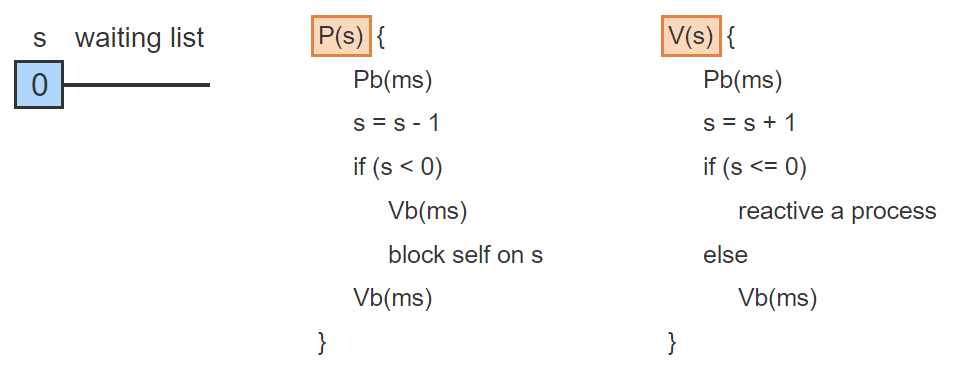 s waiting list
0
P(s) {
Pb(ms)
s = s - 1
if (s < 0)
Vb(ms)
block self on s
Vb(ms)
}
V(s) {
Pb(ms)
s = s + 1
if (s <= 0)
reactive a process
else
Vb(ms)
}